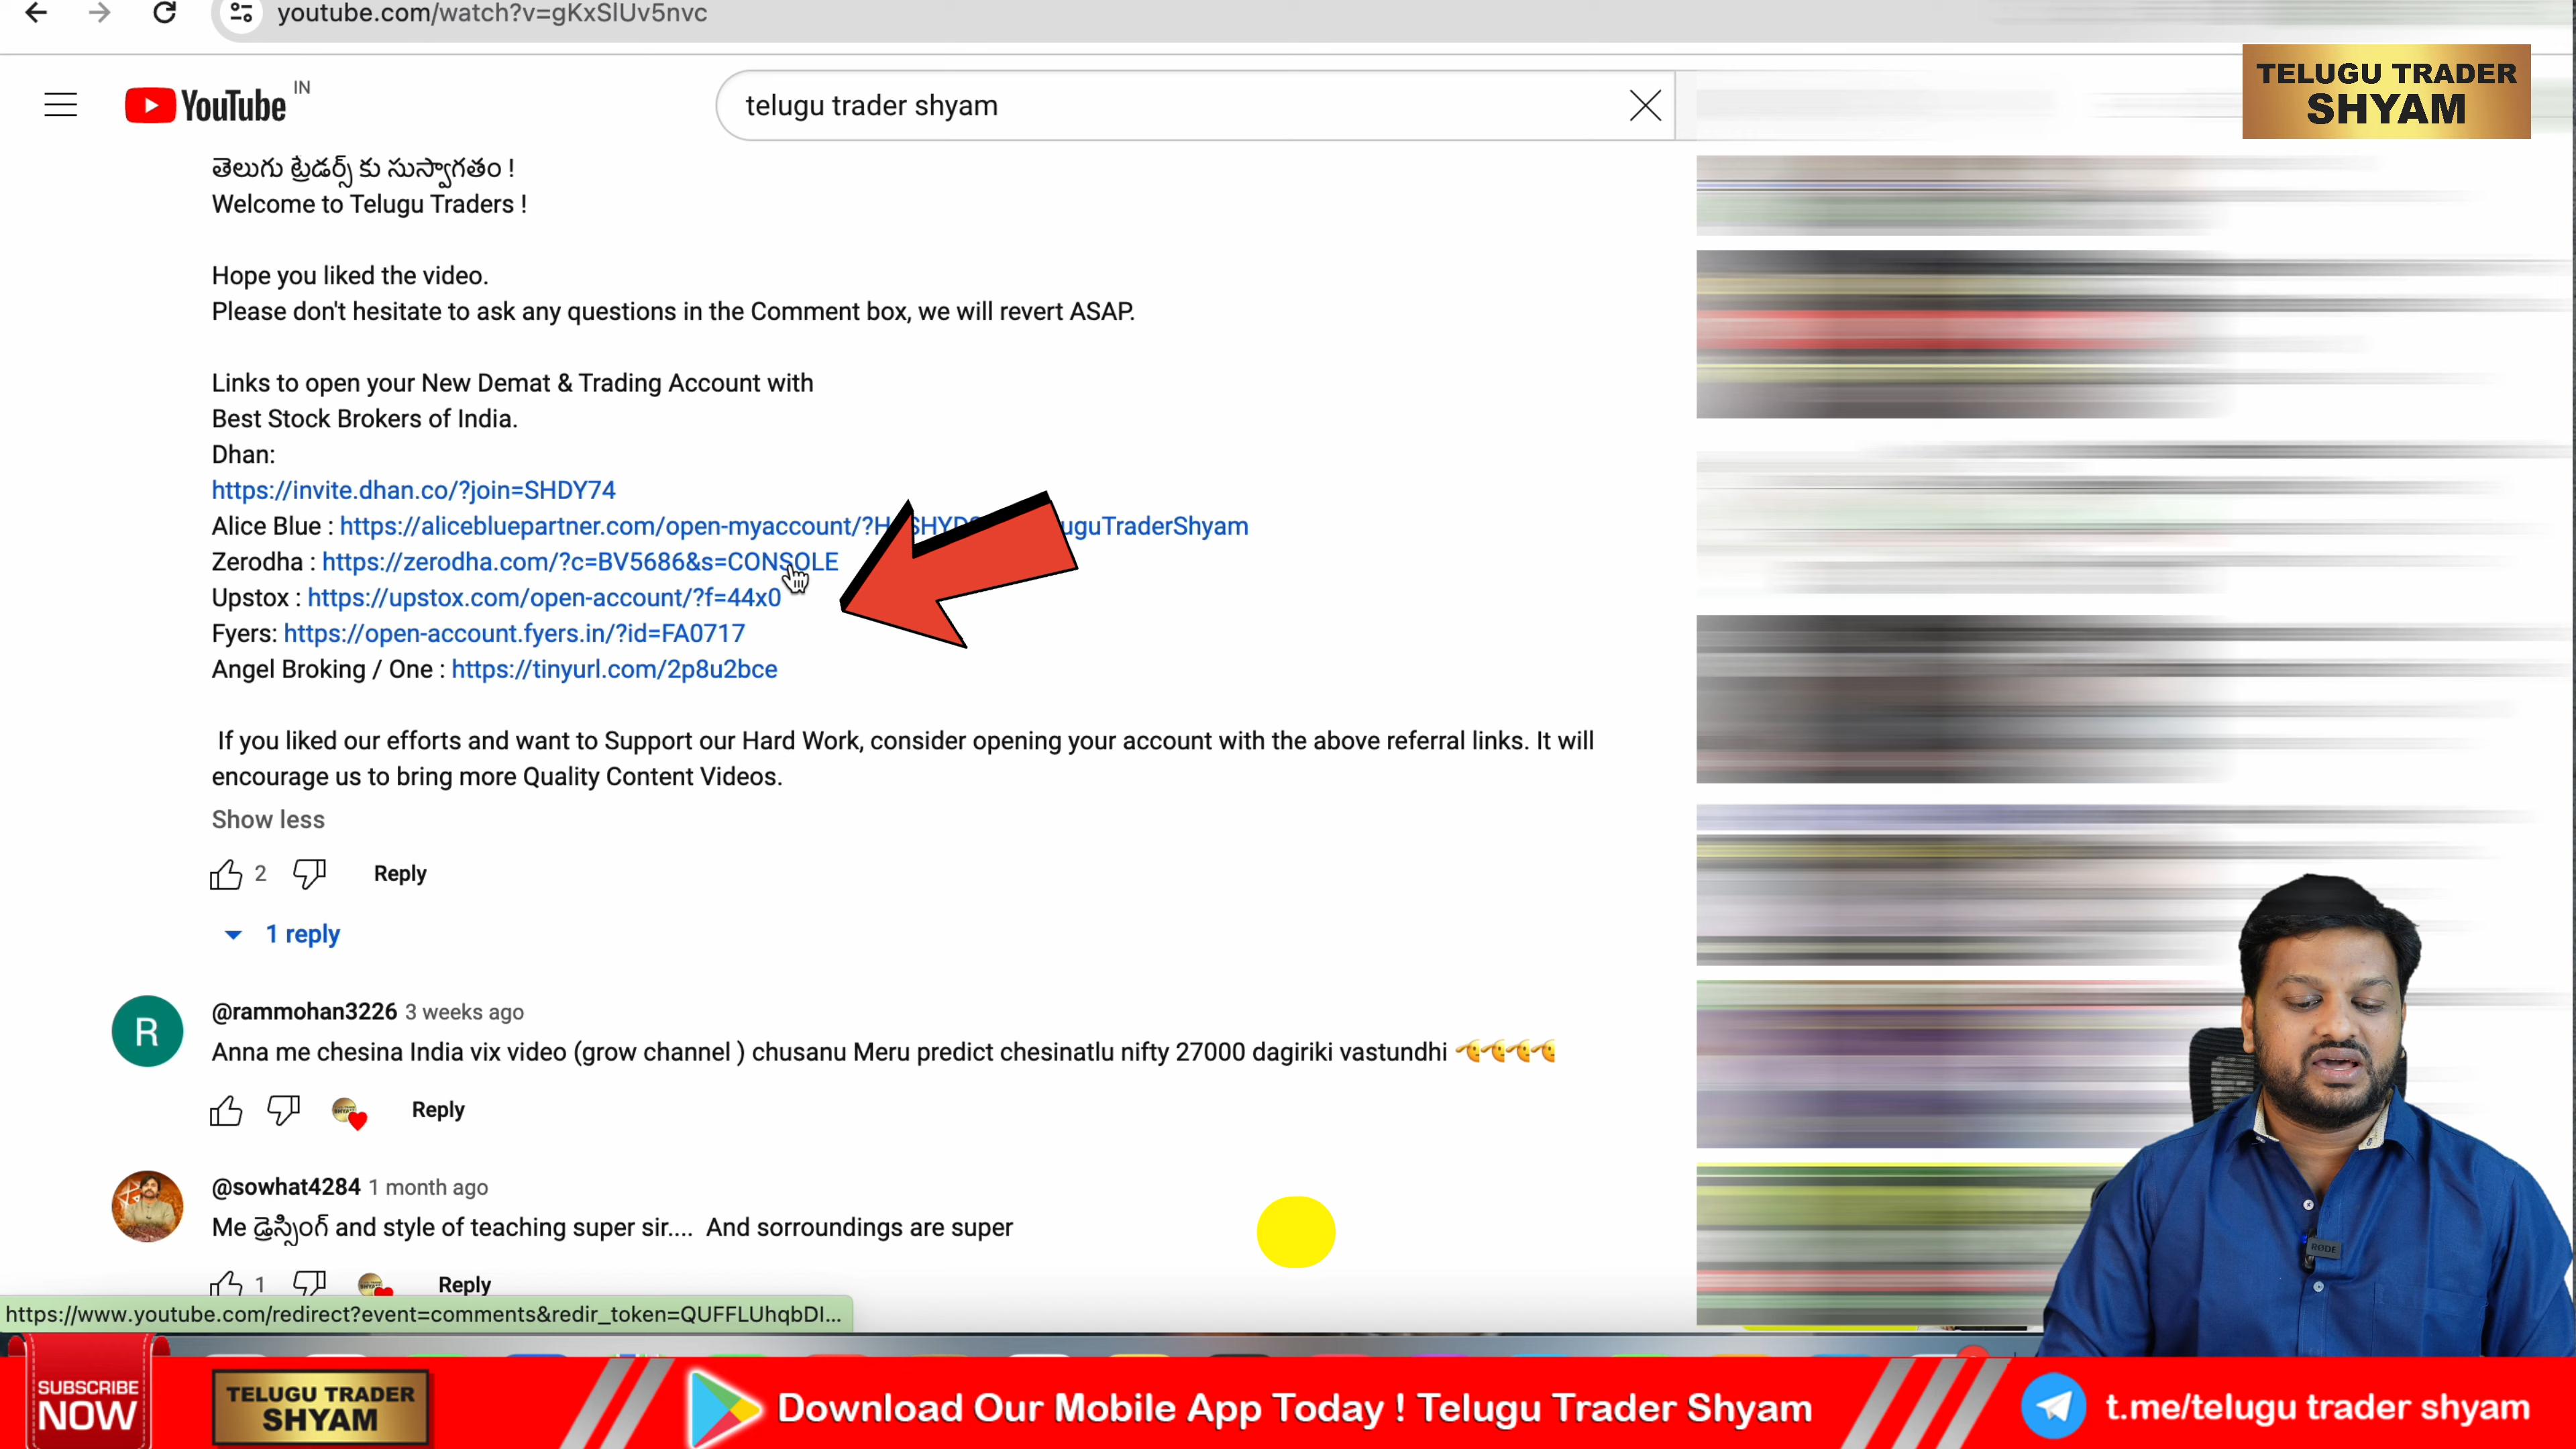 youtube.com/watch?v=gKxSlUv5nvc
YouTube IN
telugu trader shyam
TELUGU TRADER
SHYAM
తెలుగు ట్రేడర్స్ కు సుస్వాగతం !
Welcome to Telugu Traders !
Hope you liked the video.
Please don't hesitate to ask any questions in the Comment box, we will revert ASAP.
Links to open your New Demat & Trading Account with
Best Stock Brokers of India.
Dhan:
https://invite.dhan.co/?join=SHDY74
Alice Blue : https://alicebluepartner.com/open-myaccount/
Zerodha : https://zerodha.com/?c=BV5686&s=CONSOLE
Upstox : https://upstox.com/open-account/?f=44x0
Fyers: https://open-account.fyers.in/?id=FA0717
Angel Broking / One : https://tinyurl.com/2p8u2bce
If you liked our efforts and want to Support our Hard Work, consider opening your account with the above referral links. It will
encourage us to bring more Quality Content Videos.
Show less
2 Reply
1 reply
R
@rammohan3226 3 weeks ago
Anna me chesina India vix video (grow channel ) chusanu Meru predict chesinatlu nifty 27000 dagiriki vastundhi 🫡🫡🫡🫡
Reply
@sowhat4284 1 month ago
Me డ్రెస్సింగ్ and style of teaching super sir.... And sorroundings are super
1 Reply
https://www.youtube.com/redirect?event=comments&redir_token=QUFFLUhqbDI...
RØDE
SUBSCRIBE
NOW
TELUGU TRADER
SHYAM
Download Our Mobile App Today ! Telugu Trader Shyam
t.me/telugu trader shyam